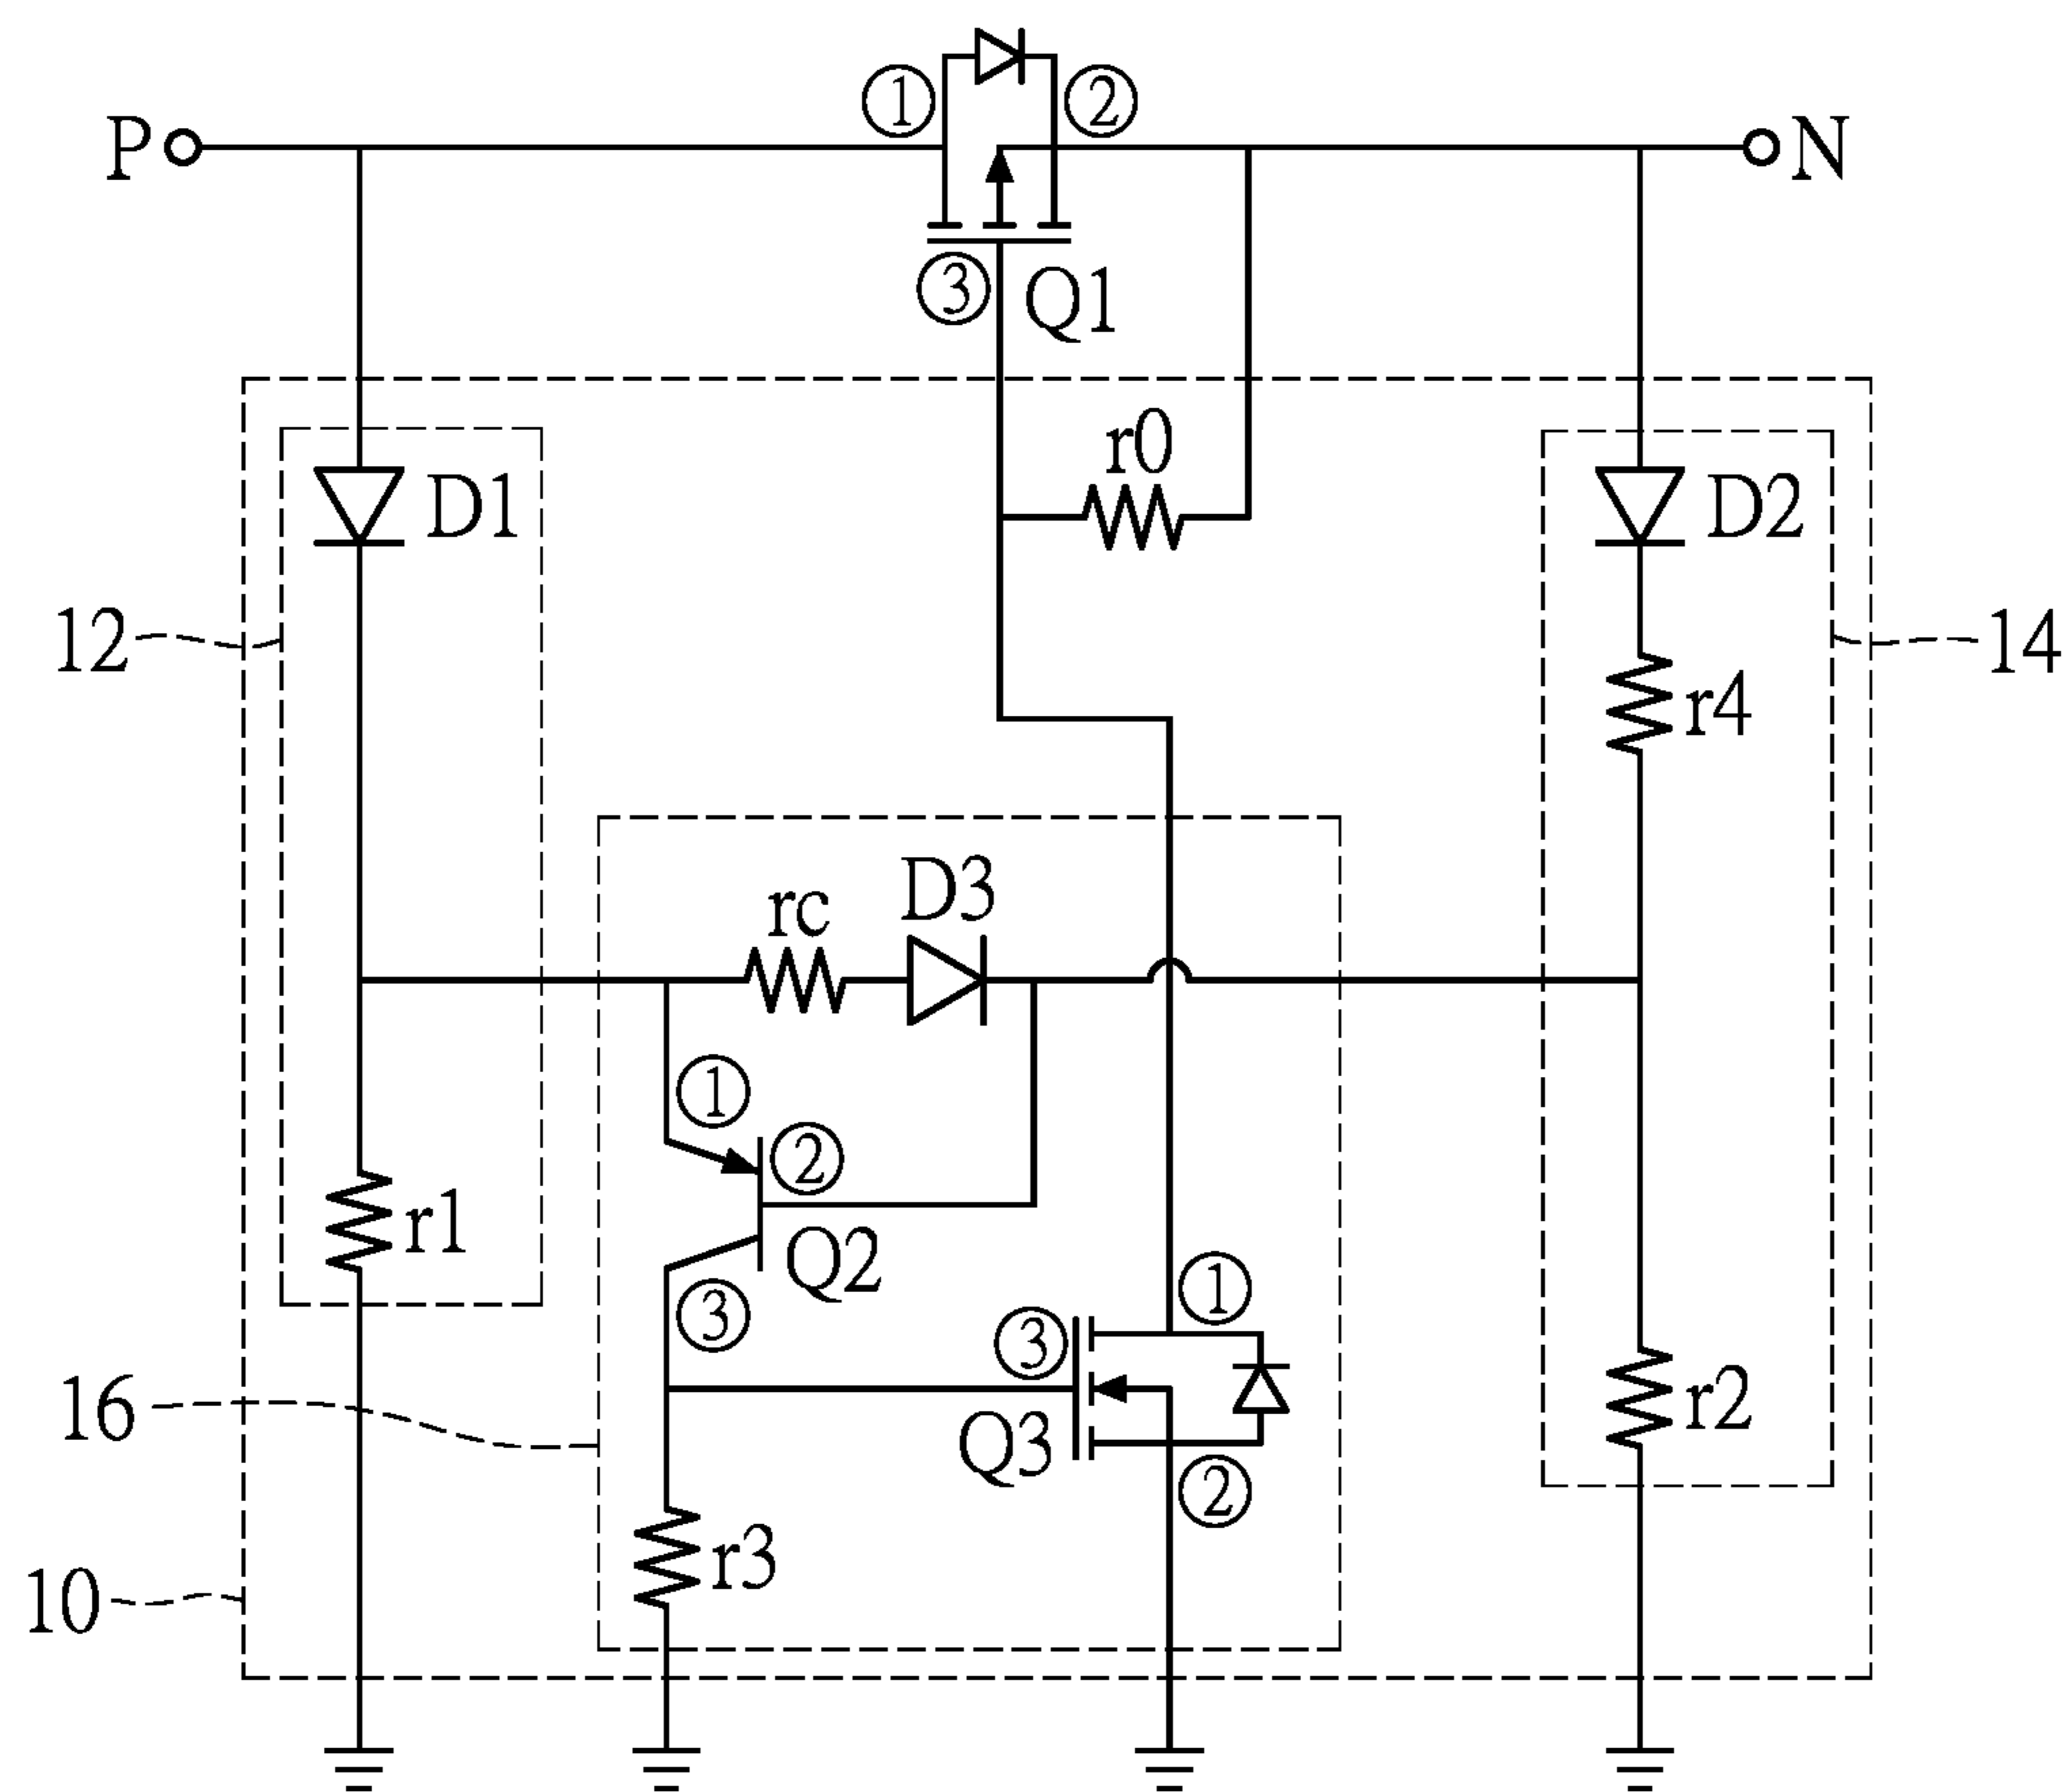 ① ②
P N
③ Q1
r0
D1 D2
12 14
r4
D3
rc
①
②
r1 Q2 ①
③ ③
16 r2
Q3
②
r3
10